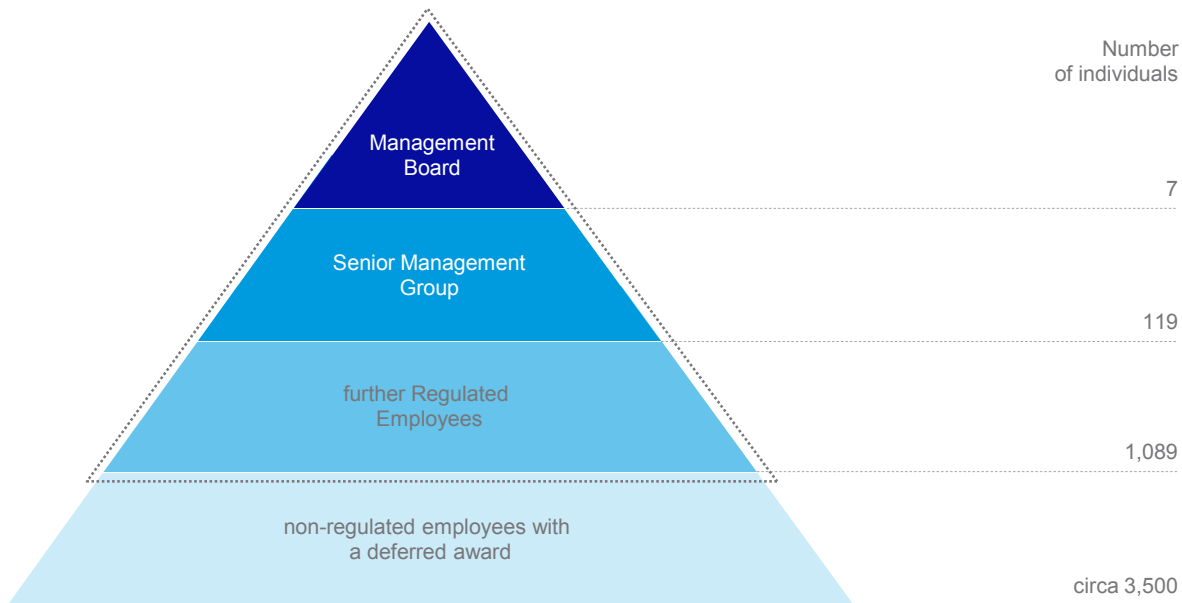 Number
of individuals
Management
Board
7
Senior Management
Group
119
further Regulated
Employees
1,089
non-regulated employees with
a deferred award
circa 3,500